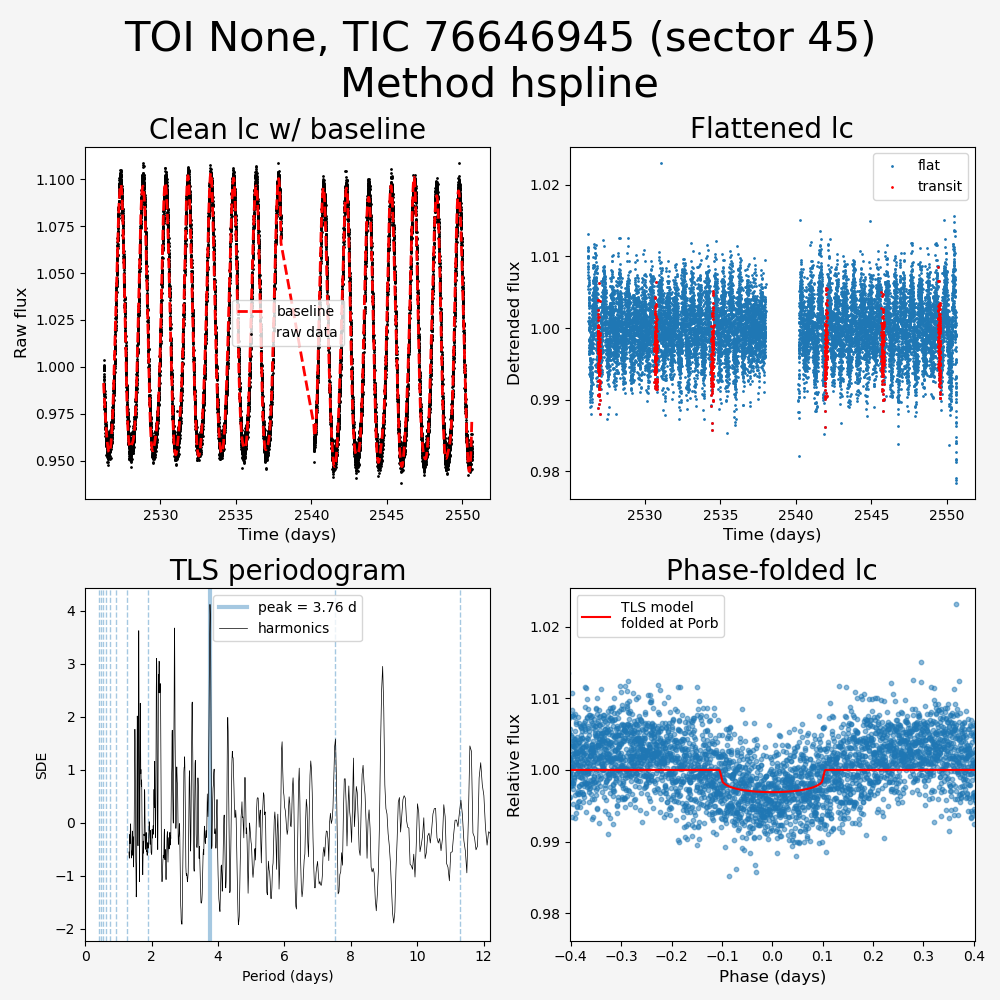 TOI None, TIC 76646945 (sector 45)
Method hspline
Clean lc w/ baseline
Raw flux
1.100
1.075
1.050
1.025
1.000
0.975
0.950
baseline
raw data
2530
2535
2540
2545
2550
Time (days)
Flattened lc
Detrended flux
1.02
1.01
1.00
0.99
0.98
flat
transit
2530
2535
2540
2545
2550
Time (days)
TLS periodogram
SDE
4
3
2
1
0
−1
−2
peak = 3.76 d
harmonics
0
2
4
6
8
10
12
Period (days)
Phase-folded lc
Relative flux
1.02
1.01
1.00
0.99
0.98
TLS model
folded at Porb
−0.4
−0.3
−0.2
−0.1
0.0
0.1
0.2
0.3
0.4
Phase (days)